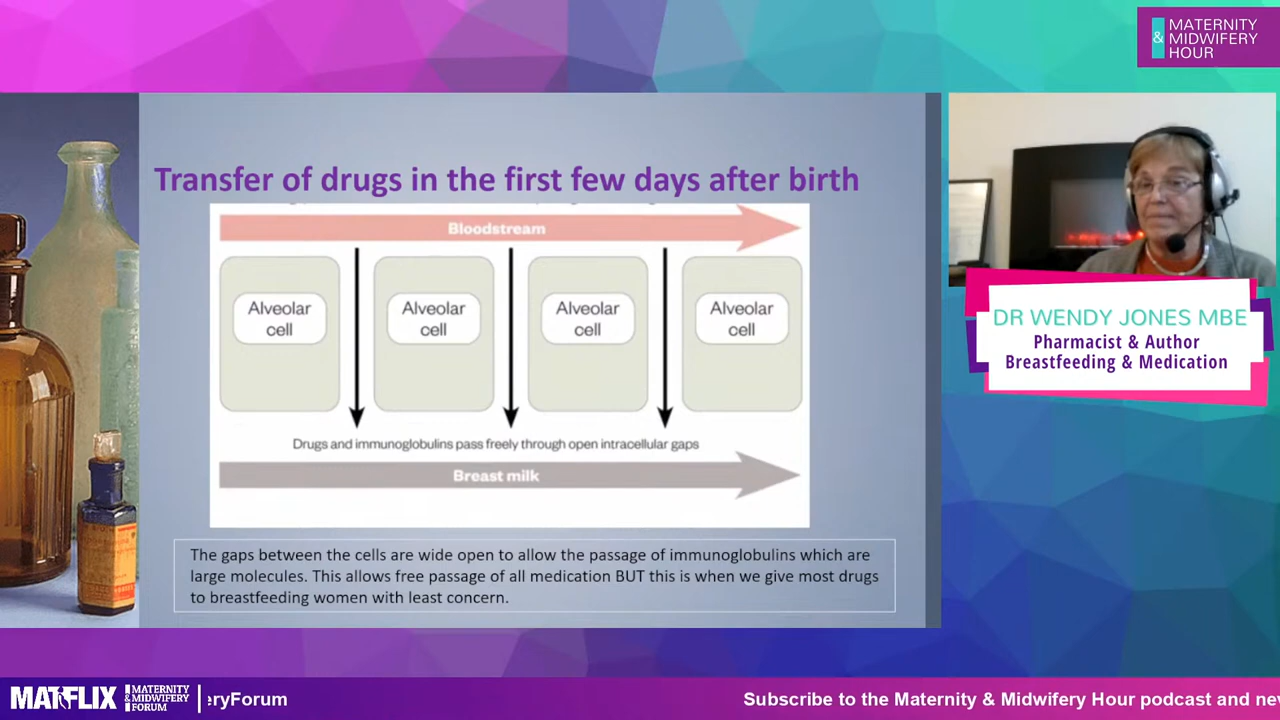 MATERNITY
& MIDWIFERY
HOUR
Transfer of drugs in the first few days after birth
Bloodstream
Alveolar
cell
Alveolar
cell
Alveolar
cell
Alveolar
cell
Drugs and immunoglobulins pass freely through open intracellular gaps
Breast milk
The gaps between the cells are wide open to allow the passage of immunoglobulins which are
large molecules. This allows free passage of all medication BUT this is when we give most drugs
to breastfeeding women with least concern.
DR WENDY JONES MBE
Pharmacist & Author
Breastfeeding & Medication
MATFLIX
MATERNITY
& MIDWIFERY
FORUM
eryForum
Subscribe to the Maternity & Midwifery Hour podcast and ne